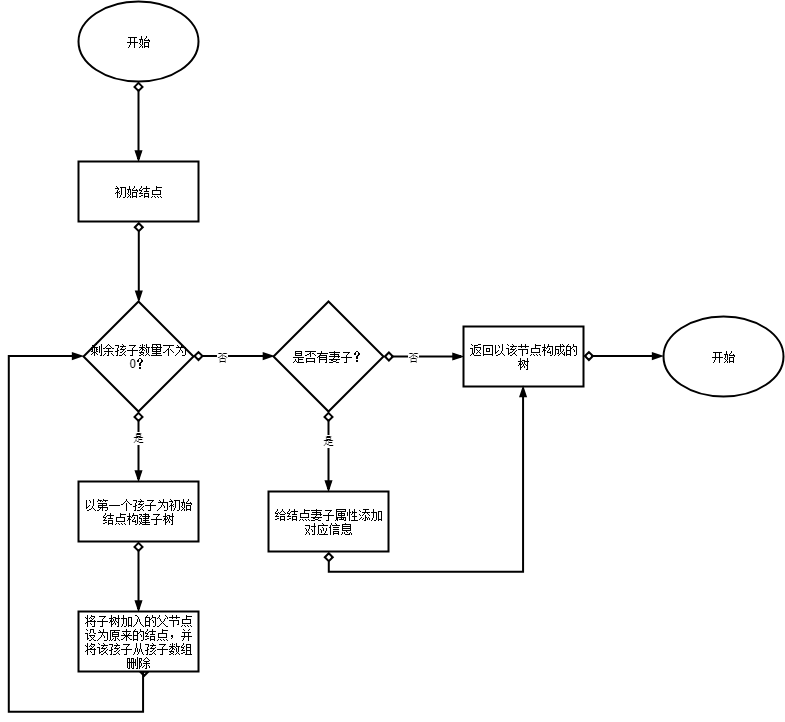 开始
初始结点
剩余孩子数量不为
0？
否
是否有妻子？
否
返回以该节点构成的
树
开始
是
是
以第一个孩子为初始
结点构建子树
给结点妻子属性添加
对应信息
将子树加入的父节点
设为原来的结点，并
将该孩子从孩子数组
删除